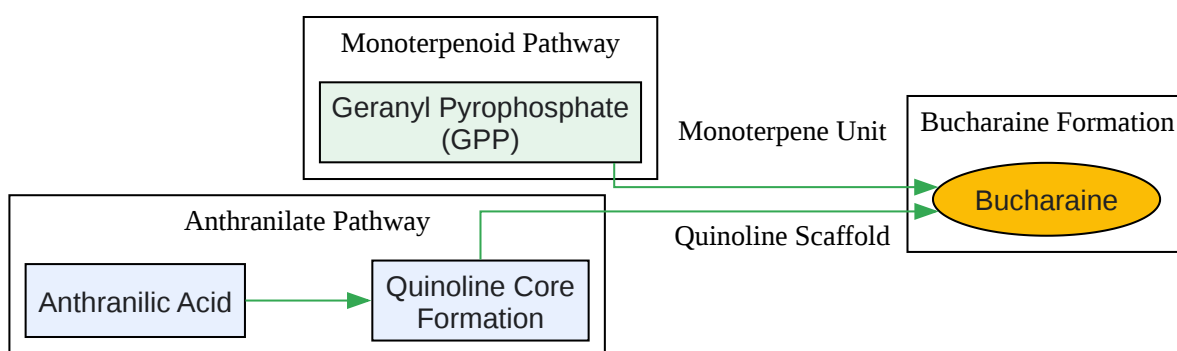 Monoterpenoid Pathway
Geranyl Pyrophosphate
(GPP)
Monoterpene Unit
Bucharaine Formation
Bucharaine
Anthranilate Pathway
Quinoline Scaffold
Anthranilic Acid
Quinoline Core
Formation